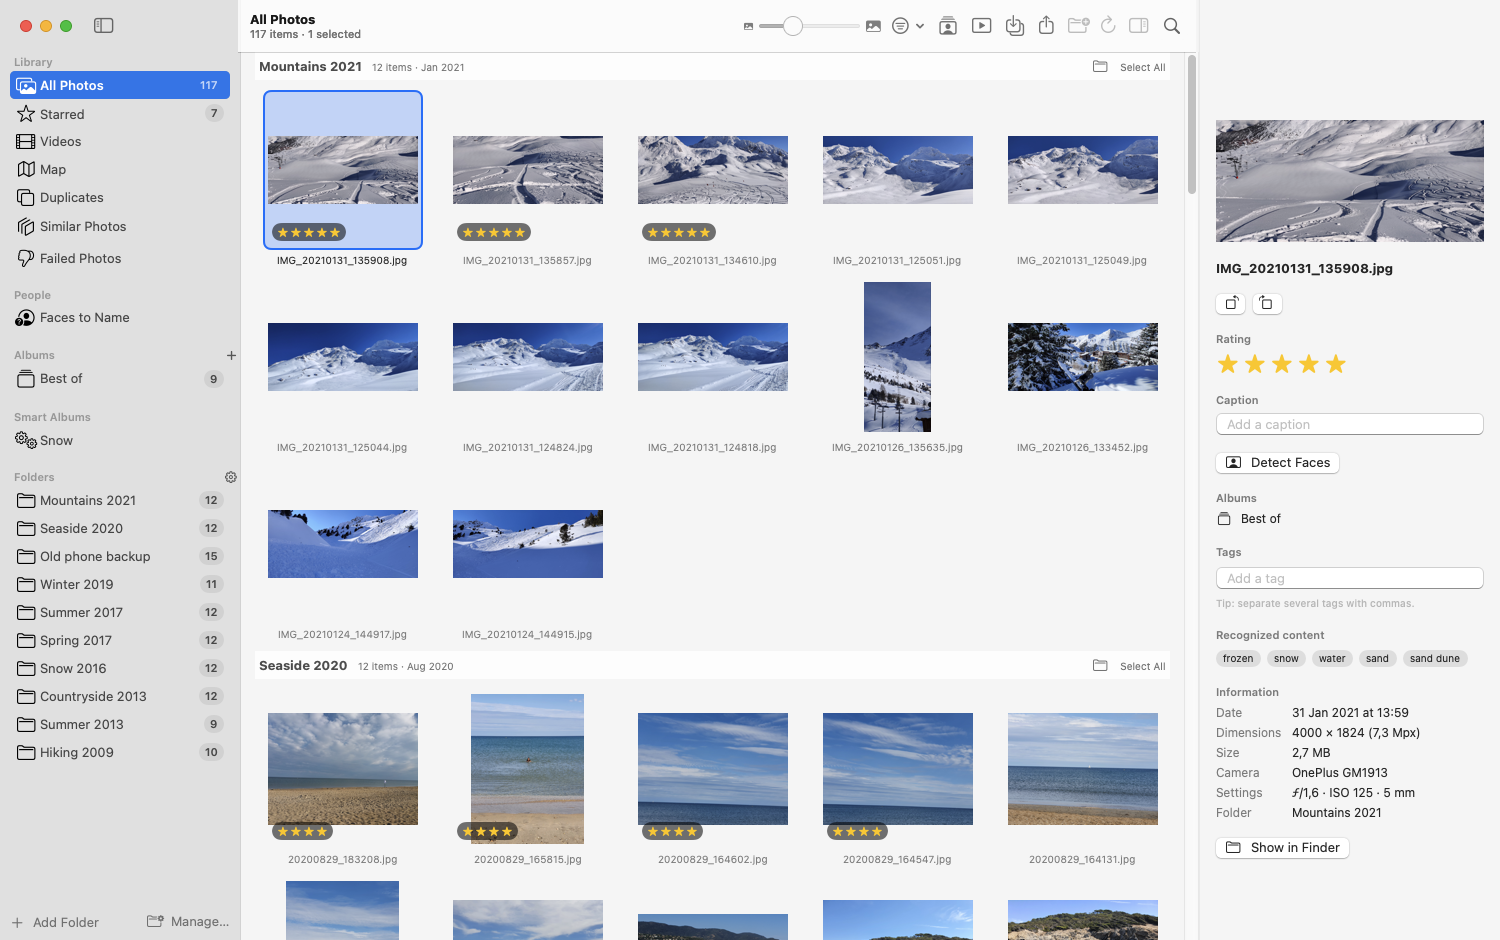 All Photos
117 items · 1 selected
Library
All Photos 117
Starred 7
Videos
Map
Duplicates
Similar Photos
Failed Photos
People
Faces to Name
Albums
Best of 9
Smart Albums
Snow
Folders
Mountains 2021 12
Seaside 2020 12
Old phone backup 15
Winter 2019 11
Summer 2017 12
Spring 2017 12
Snow 2016 12
Countryside 2013 12
Summer 2013 9
Hiking 2009 10
Add Folder Manage...
Mountains 2021 12 items · Jan 2021 Select All
IMG_20210131_135908.jpg IMG_20210131_135857.jpg IMG_20210131_134610.jpg IMG_20210131_125051.jpg IMG_20210131_125049.jpg
IMG_20210131_125044.jpg IMG_20210131_124824.jpg IMG_20210131_124818.jpg IMG_20210126_135635.jpg IMG_20210126_133452.jpg
IMG_20210124_144917.jpg IMG_20210124_144915.jpg
Seaside 2020 12 items · Aug 2020 Select All
20200829_183208.jpg 20200829_165815.jpg 20200829_164602.jpg 20200829_164547.jpg 20200829_164131.jpg
IMG_20210131_135908.jpg
Rating
Caption
Add a caption
Detect Faces
Albums
Best of
Tags
Add a tag
Tip: separate several tags with commas.
Recognized content
frozen snow water sand sand dune
Information
Date 31 Jan 2021 at 13:59
Dimensions 4000 × 1824 (7,3 Mpx)
Size 2,7 MB
Camera OnePlus GM1913
Settings ƒ/1,6 · ISO 125 · 5 mm
Folder Mountains 2021
Show in Finder